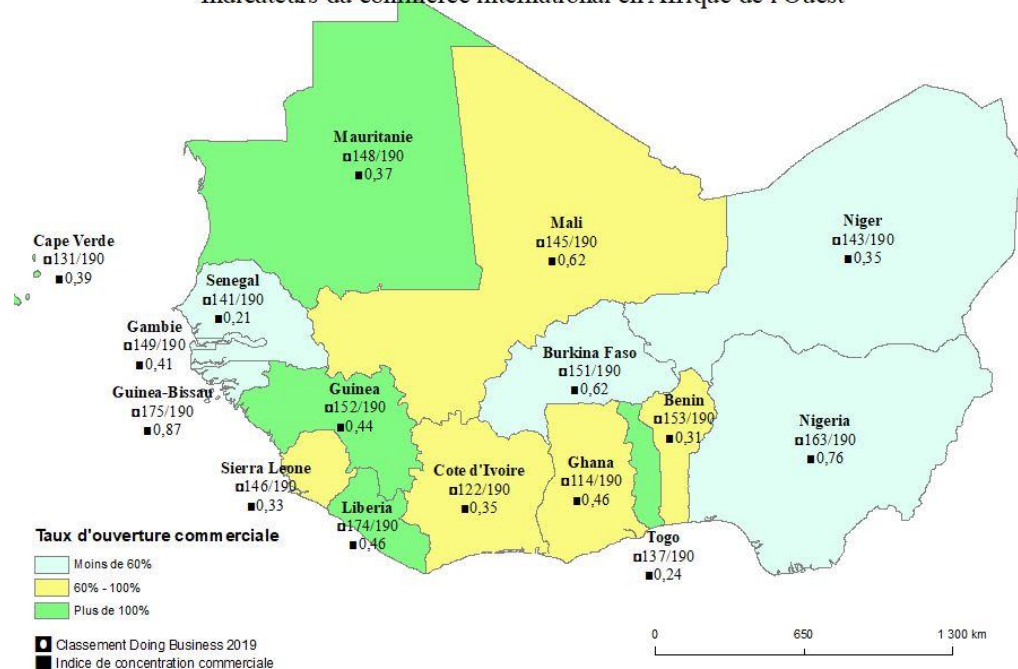 Indicateurs du commerce international en Afrique de l'Ouest
Mauritanie
148/190
0,37
Mali
145/190
0,62
Niger
143/190
0,35
Cape Verde
131/190
0,39
Senegal
141/190
0,21
Gambie
149/190
0,41
Guinea-Bissau
175/190
0,87
Burkina Faso
151/190
0,62
Guinea
152/190
0,44
Benin
153/190
0,31
Nigeria
163/190
0,76
Sierra Leone
146/190
0,33
Cote d'Ivoire
122/190
0,35
Ghana
114/190
0,46
Liberia
174/190
0,46
Togo
137/190
0,24
Taux d'ouverture commerciale
Moins de 60%
60% - 100%
Plus de 100%
Classement Doing Business 2019
Indice de concentration commerciale
0 650 1 300 km